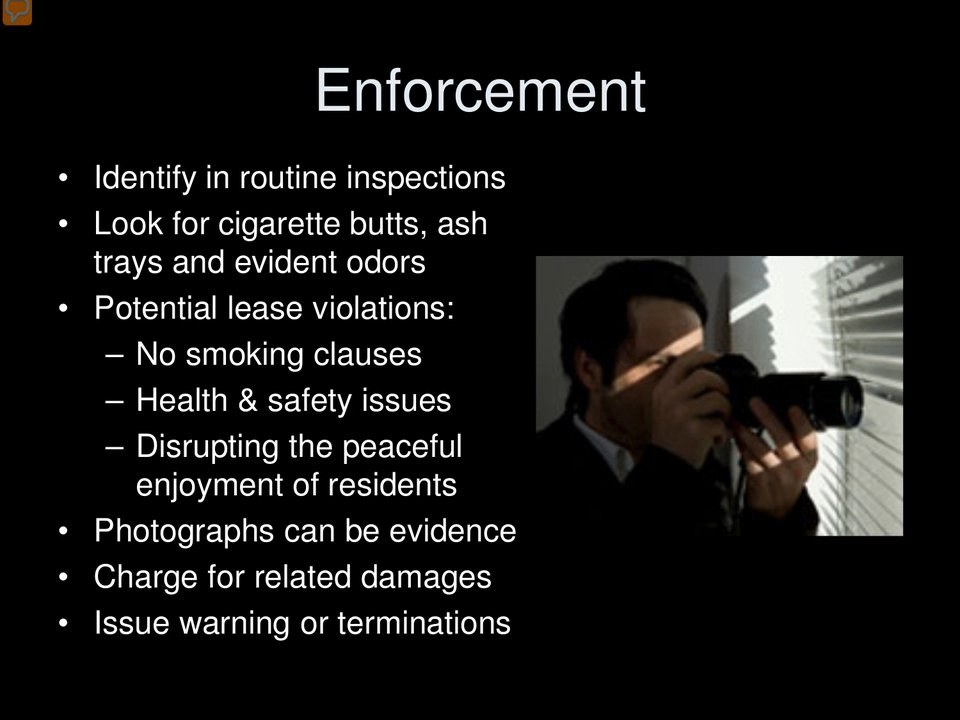 Enforcement
• Identify in routine inspections
• Look for cigarette butts, ash
trays and evident odors
• Potential lease violations:
– No smoking clauses
– Health & safety issues
– Disrupting the peaceful
enjoyment of residents
• Photographs can be evidence
• Charge for related damages
• Issue warning or terminations